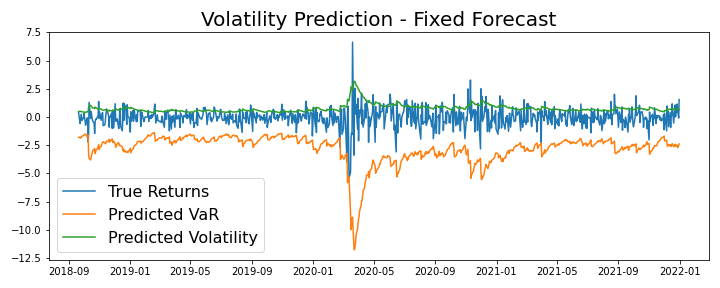 Volatility Prediction - Fixed Forecast
7.5
5.0
2.5
0.0
−2.5
−5.0
−7.5
−10.0
−12.5
True Returns
Predicted VaR
Predicted Volatility
2018-09 2019-01 2019-05 2019-09 2020-01 2020-05 2020-09 2021-01 2021-05 2021-09 2022-01